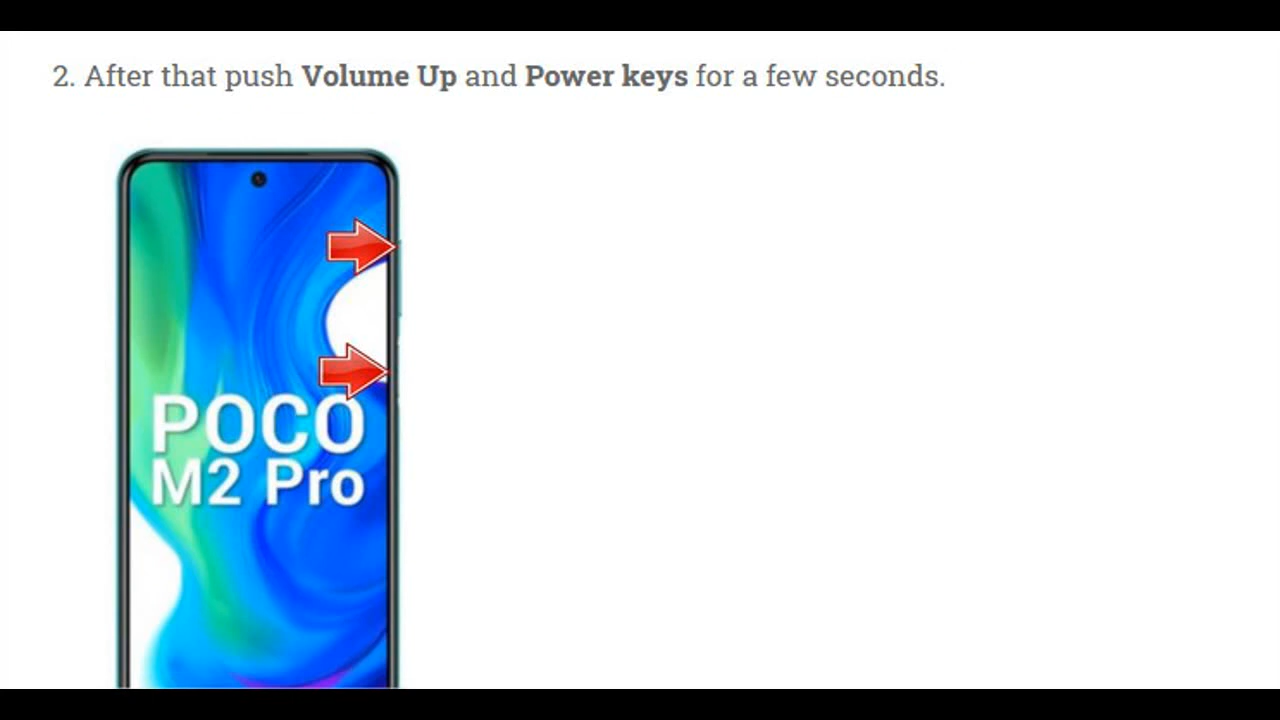 2. After that push Volume Up and Power keys for a few seconds.
POCO
M2 Pro